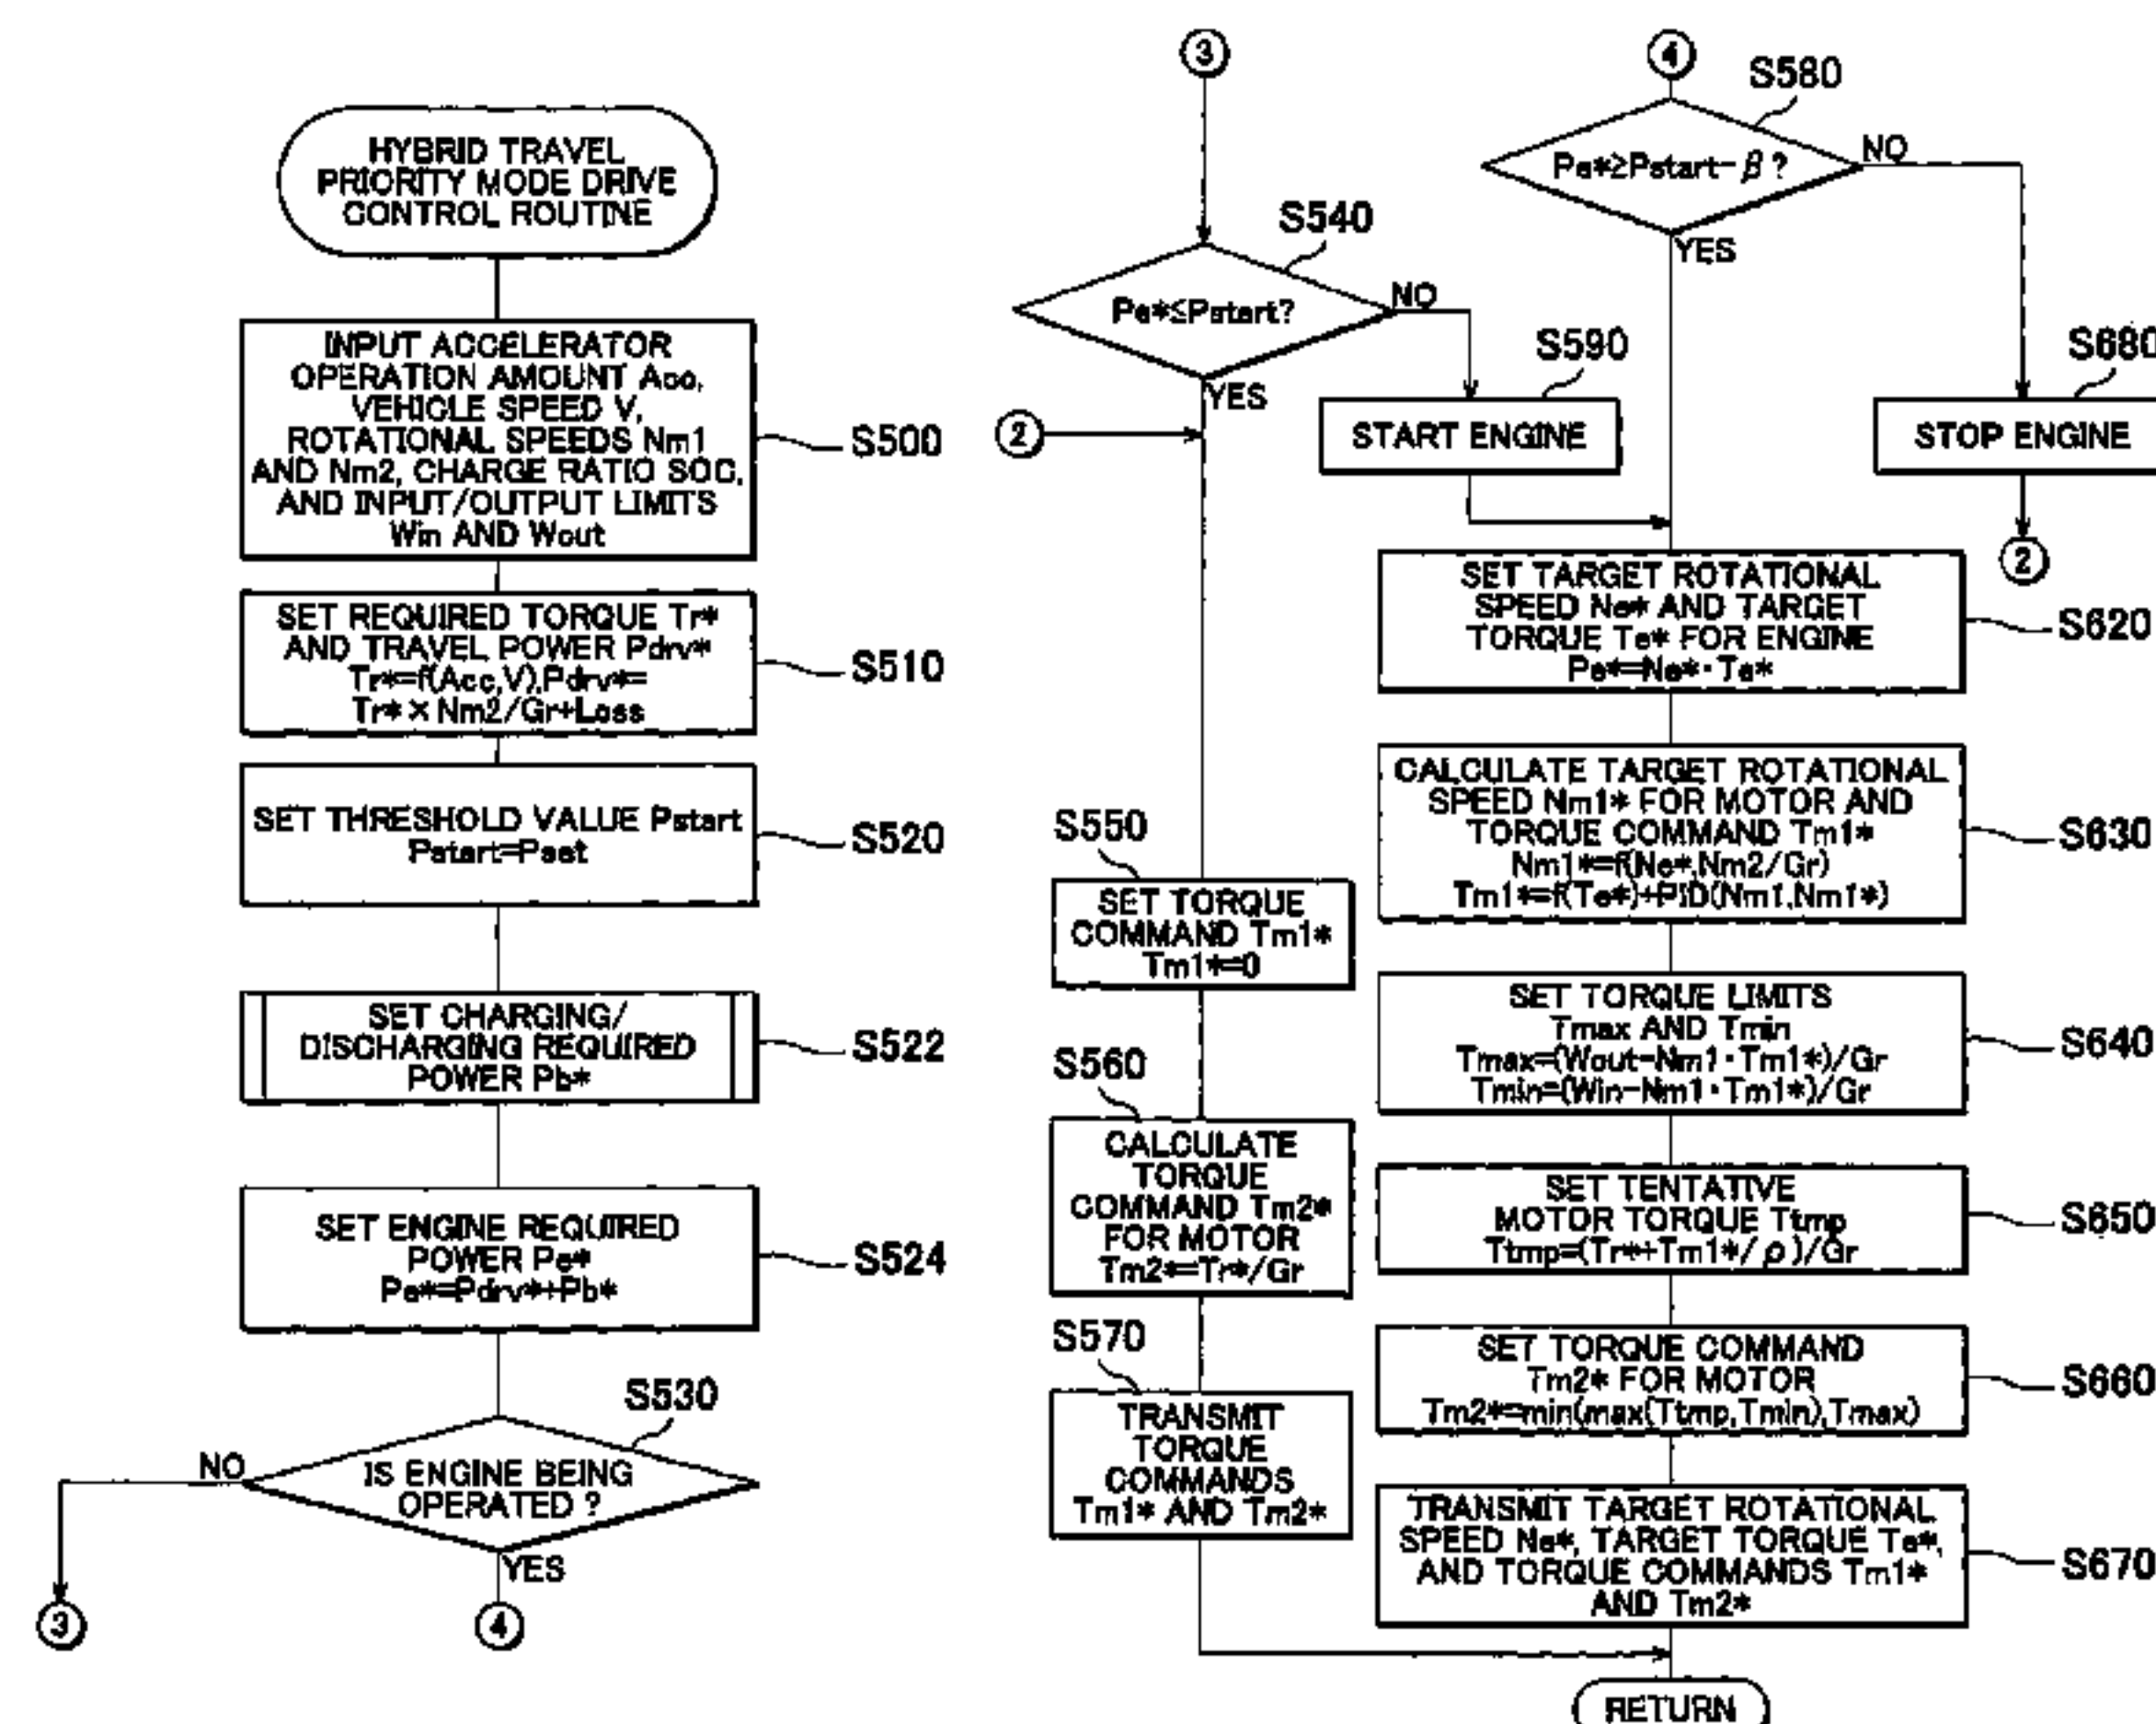 HYBRID TRAVEL
PRIORITY MODE DRIVE
CONTROL ROUTINE
INPUT ACCELERATOR
OPERATION AMOUNT Acc,
VEHICLE SPEED V,
ROTATIONAL SPEEDS Nm1
AND Nm2, CHARGE RATIO SOC,
AND INPUT/OUTPUT LIMITS
Win AND Wout
S500
SET REQUIRED TORQUE Tr*
AND TRAVEL POWER Pdrv*
Tr*=f(Acc,V),Pdrv*=
Tr*×Nm2/Gr+Loss
S510
SET THRESHOLD VALUE Pstart
Pstart=Pset
S520
SET CHARGING/
DISCHARGING REQUIRED
POWER Pb*
S522
SET ENGINE REQUIRED
POWER Pe*
Pe*=Pdrv*+Pb*
S524
S530
IS ENGINE BEING
OPERATED ?
NO
YES
3
4
3
S540
Pe*≤Pstart?
NO
YES
2
S590
START ENGINE
S550
SET TORQUE
COMMAND Tm1*
Tm1*=0
S560
CALCULATE
TORQUE
COMMAND Tm2*
FOR MOTOR
Tm2*=Tr*/Gr
S570
TRANSMIT
TORQUE
COMMANDS
Tm1* AND Tm2*
4
S580
Pe*≥Pstart-β?
NO
YES
S680
STOP ENGINE
2
SET TARGET ROTATIONAL
SPEED Ne* AND TARGET
TORQUE Te* FOR ENGINE
Pe*=Ne*·Te*
S620
CALCULATE TARGET ROTATIONAL
SPEED Nm1* FOR MOTOR AND
TORQUE COMMAND Tm1*
Nm1*=f(Ne*,Nm2/Gr)
Tm1*=f(Te*)+PID(Nm1,Nm1*)
S630
SET TORQUE LIMITS
Tmax AND Tmin
Tmax=(Wout-Nm1·Tm1*)/Gr
Tmin=(Win-Nm1·Tm1*)/Gr
S640
SET TENTATIVE
MOTOR TORQUE Ttmp
Ttmp=(Tr*+Tm1*/ρ)/Gr
S650
SET TORQUE COMMAND
Tm2* FOR MOTOR
Tm2*=min(max(Ttmp,Tmin),Tmax)
S660
TRANSMIT TARGET ROTATIONAL
SPEED Ne*, TARGET TORQUE Te*,
AND TORQUE COMMANDS Tm1*
AND Tm2*
S670
RETURN